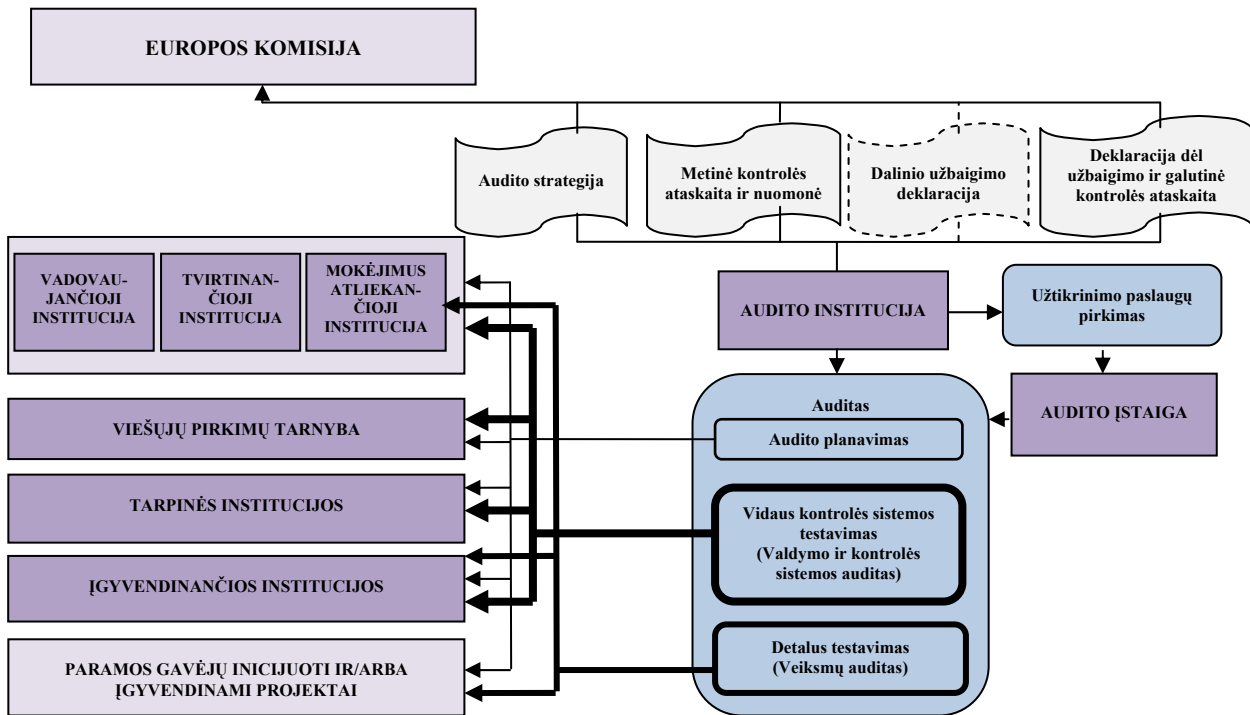 EUROPOS KOMISIJA
Audito strategija
Metinė kontrolės
ataskaita ir nuomonė
Dalinio užbaigimo
deklaracija
Deklaracija dėl
užbaigimo ir galutinė
kontrolės ataskaita
VADOVAU-
JANČIOJI
INSTITUCIJA
TVIRTINAN-
ČIOJI
INSTITUCIJA
MOKĖJIMUS
ATLIEKAN-
ČIOJI
INSTITUCIJA
AUDITO INSTITUCIJA
Užtikrinimo paslaugų
pirkimas
AUDITO ĮSTAIGA
Auditas
Audito planavimas
Vidaus kontrolės sistemos
testavimas
(Valdymo ir kontrolės
sistemos auditas)
Detalus testavimas
(Veiksmų auditas)
VIEŠŲJŲ PIRKIMŲ TARNYBA
TARPINĖS INSTITUCIJOS
ĮGYVENDINANČIOS INSTITUCIJOS
PARAMOS GAVĖJŲ INICIJUOTI IR/ARBA
ĮGYVENDINAMI PROJEKTAI